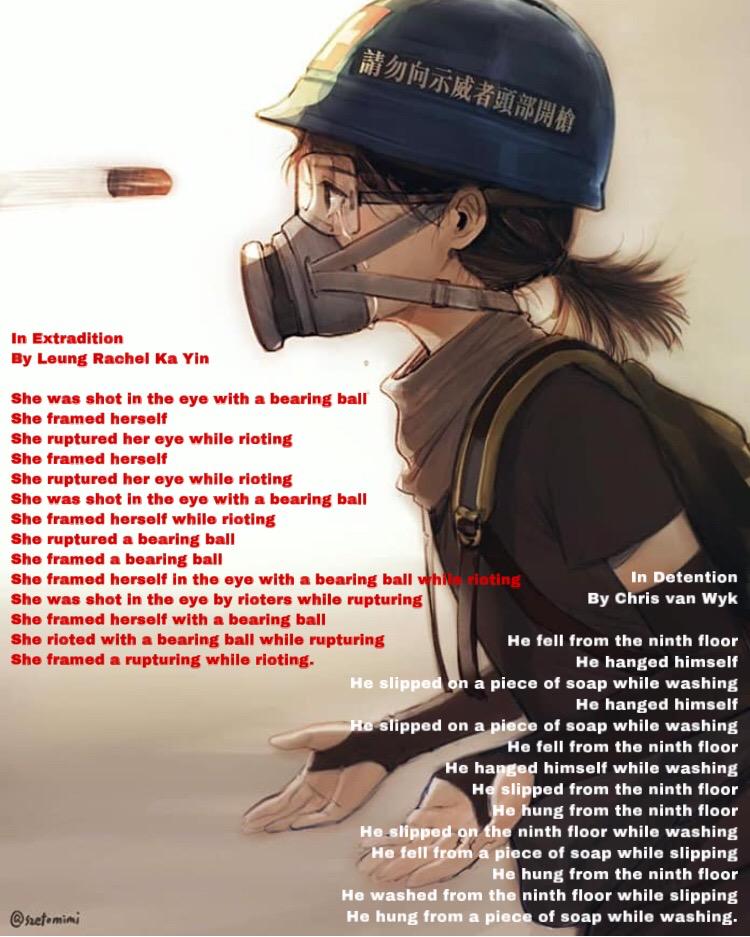 請勿向示威者頭部開槍
In Extradition
By Leung Rachel Ka Yin
She was shot in the eye with a bearing ball
She framed herself
She ruptured her eye while rioting
She framed herself
She ruptured her eye while rioting
She was shot in the eye with a bearing ball
She framed herself while rioting
She ruptured a bearing ball
She framed a bearing ball
She framed herself in the eye with a bearing ball while rioting
She was shot in the eye by rioters while rupturing
She framed herself with a bearing ball
She rioted with a bearing ball while rupturing
She framed a rupturing while rioting.
In Detention
By Chris van Wyk
He fell from the ninth floor
He hanged himself
He slipped on a piece of soap while washing
He hanged himself
He slipped on a piece of soap while washing
He fell from the ninth floor
He hanged himself while washing
He slipped from the ninth floor
He hung from the ninth floor
He slipped on the ninth floor while washing
He fell from a piece of soap while slipping
He hung from the ninth floor
He washed from the ninth floor while slipping
He hung from a piece of soap while washing.
@szetomimi